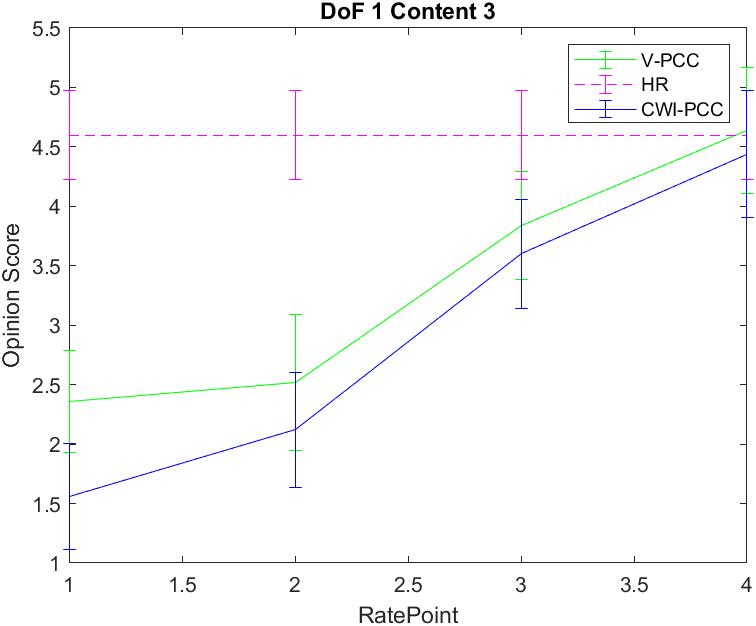 DoF 1 Content 3
5.5
5
4.5
4
3.5
3
2.5
2
1.5
1
Opinion Score
V-PCC
HR
CWI-PCC
1 1.5 2 2.5 3 3.5 4
RatePoint